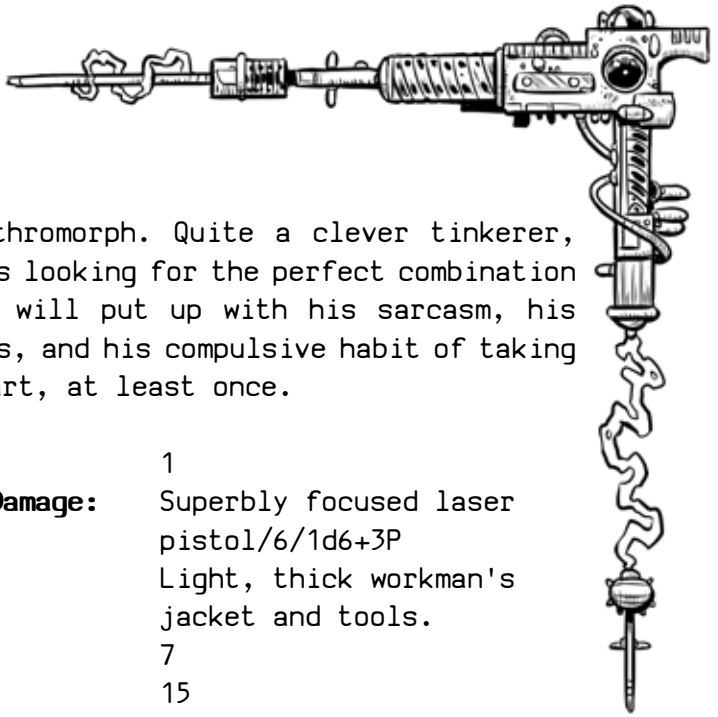 thromorph. Quite a clever tinkerer,
s looking for the perfect combination
will put up with his sarcasm, his
s, and his compulsive habit of taking
art, at least once.
1
Damage: Superbly focused laser
pistol/6/1d6+3P
Light, thick workman's
jacket and tools.
7
15